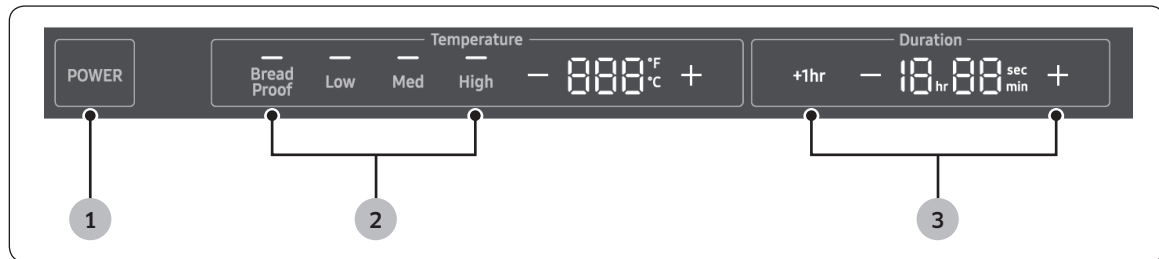 Temperature
Duration
POWER
Bread
Proof
Low
Med
High
— 888 °F °C +
+1hr — 18 hr 88 sec min +
1
2
3